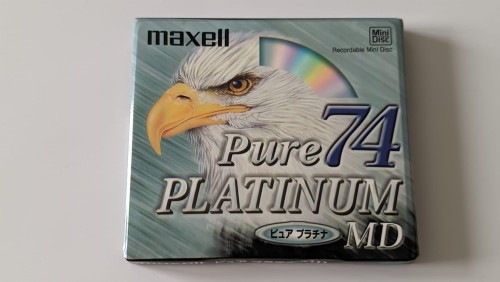 maxell
Mini
Disc
Recordable Mini Disc
Pure 74
PLATINUM
ピュア プラチナ
MD